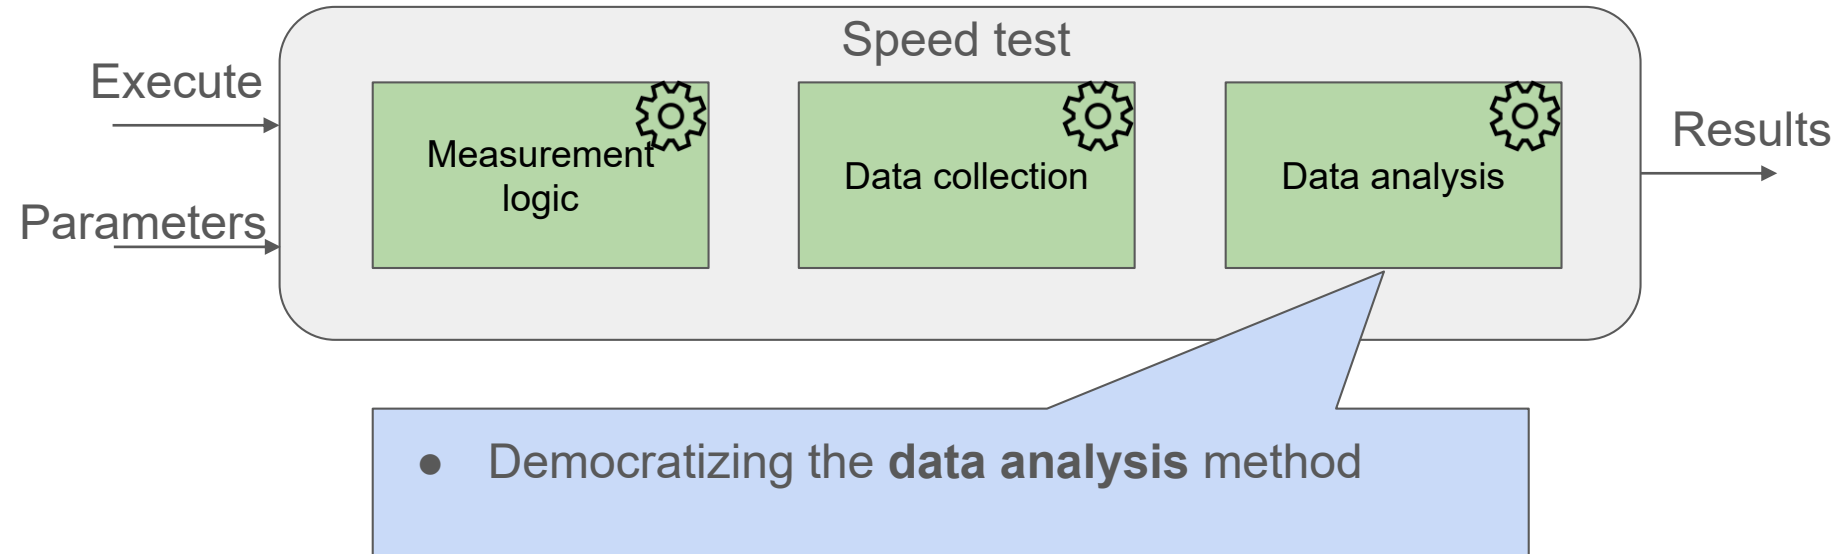 Speed test
Execute
Parameters
Measurement
logic
Data collection
Data analysis
Results
● Democratizing the data analysis method